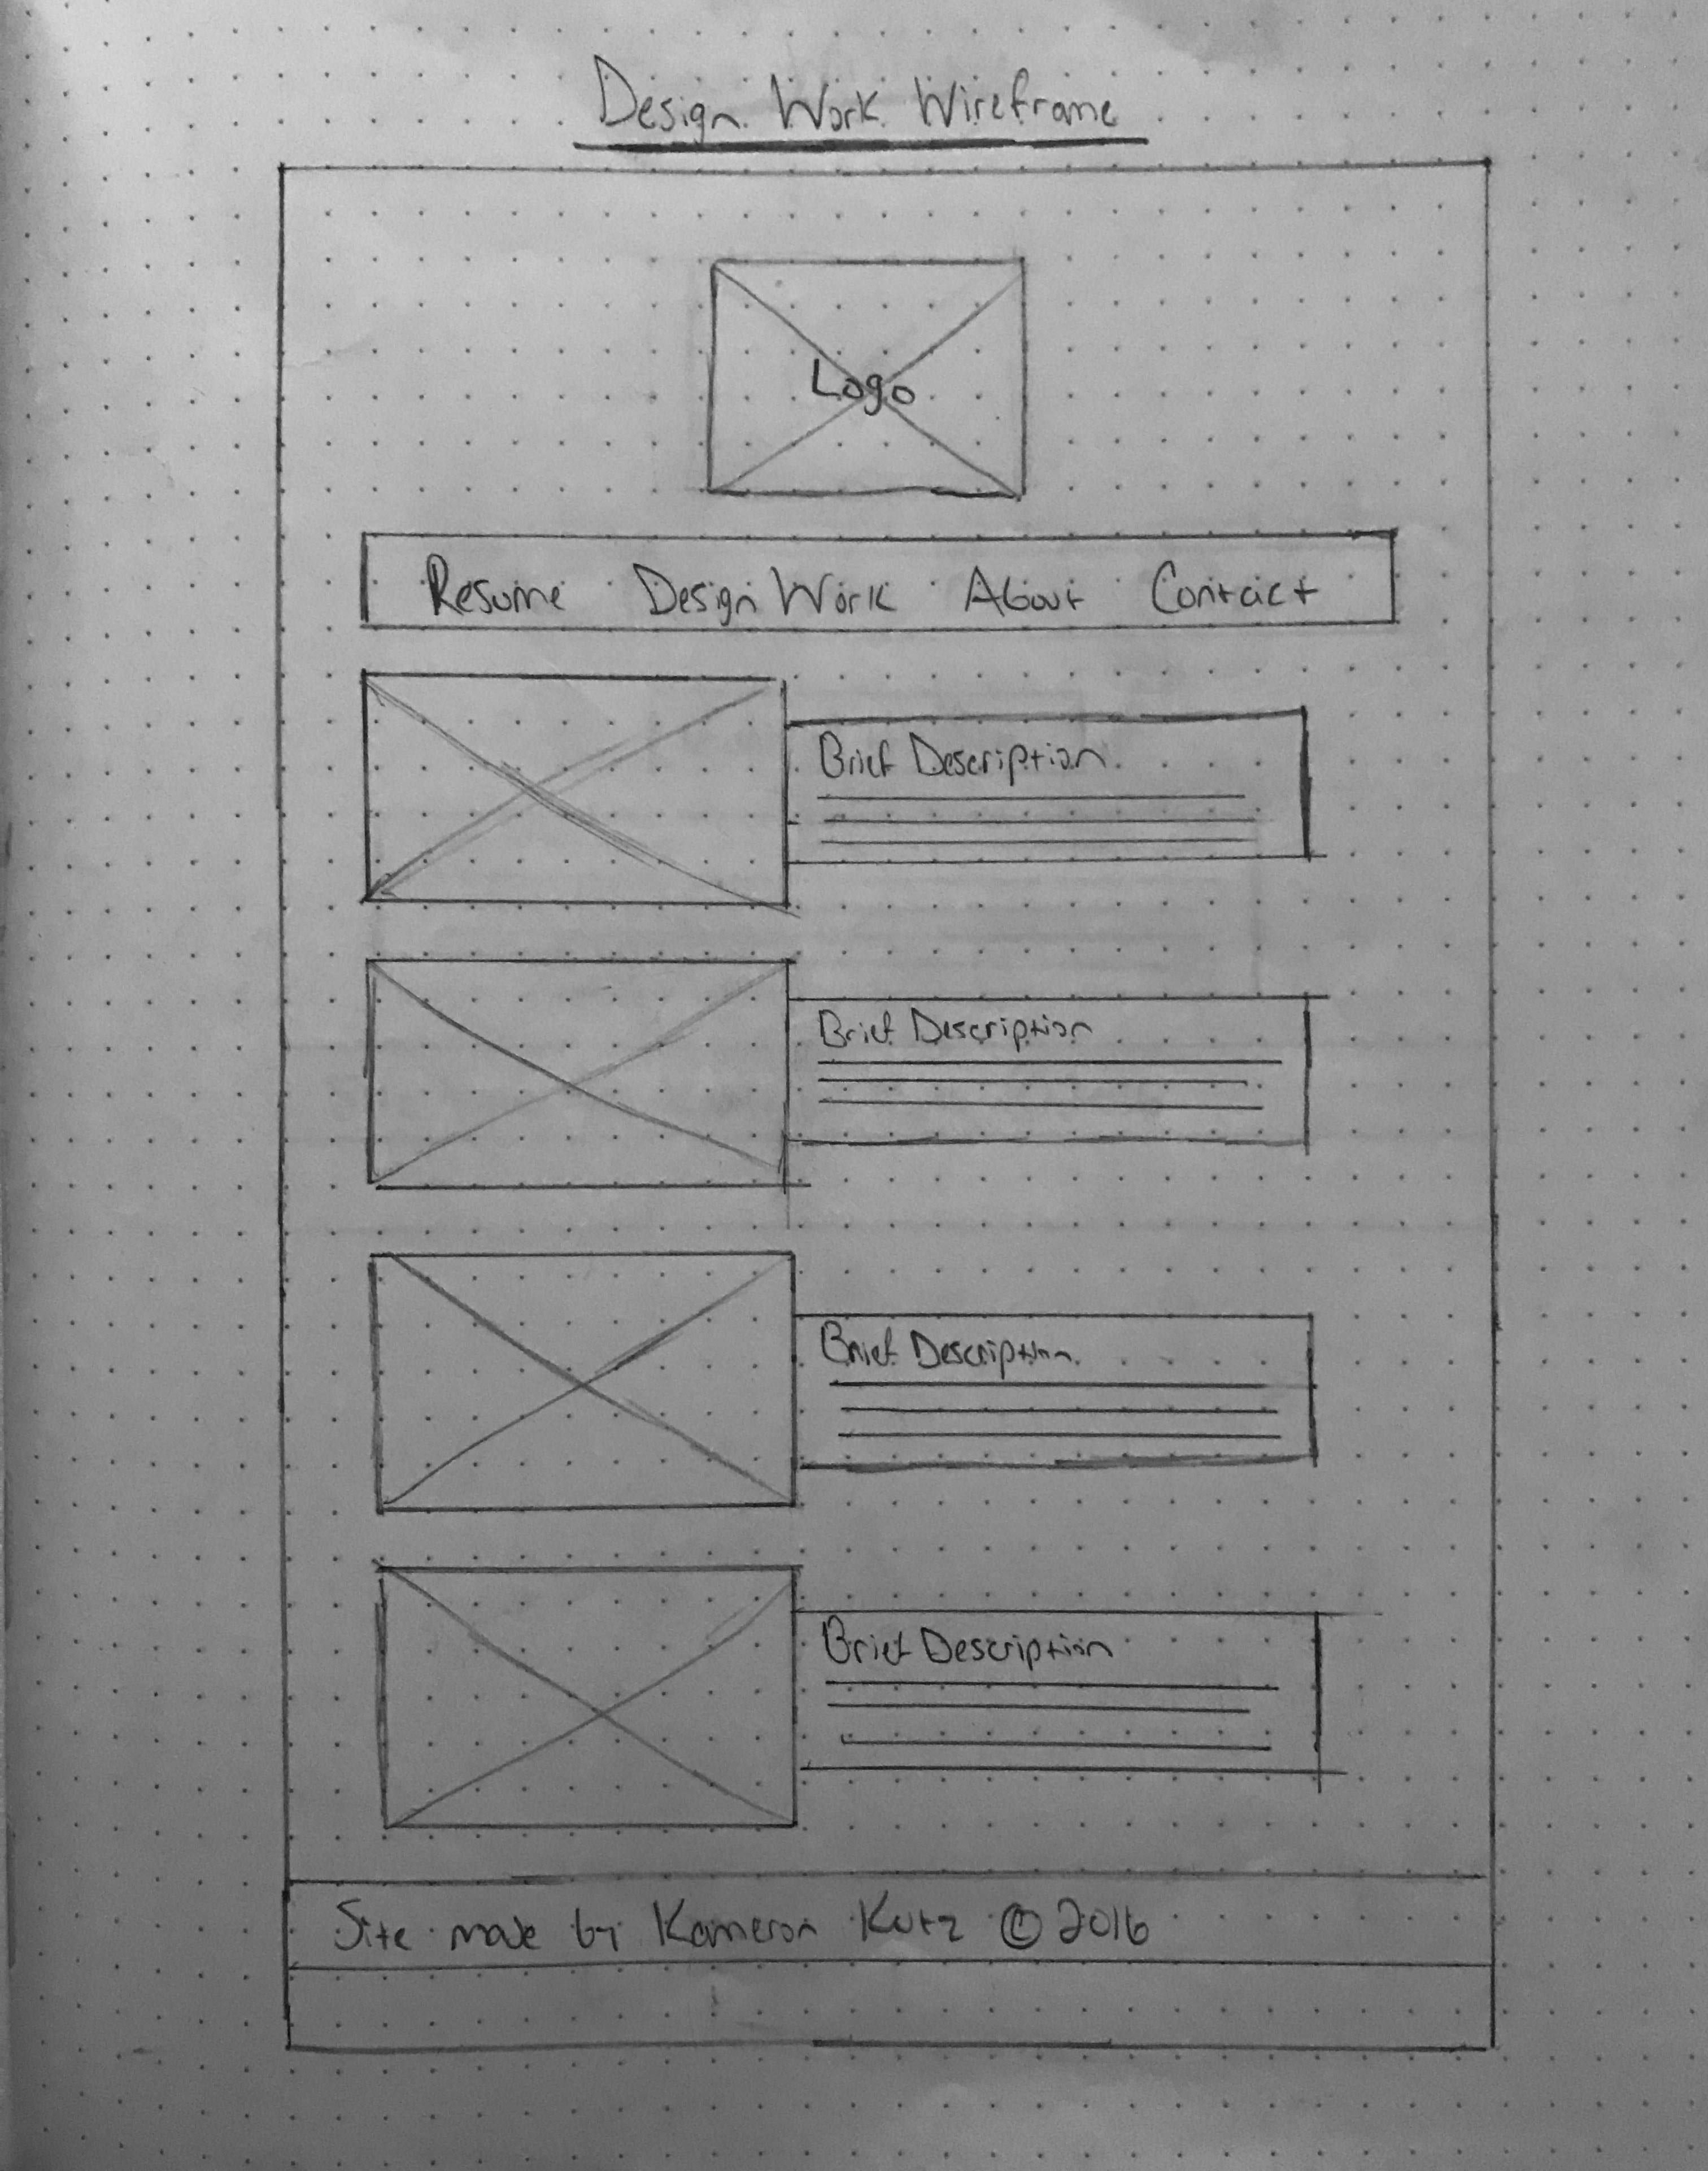 Design Work Wireframe
Logo
Resume Design Work About Contact
Brief Description
Brief Description
Brief Description
Brief Description
Site made by Kameron Kutz © 2016